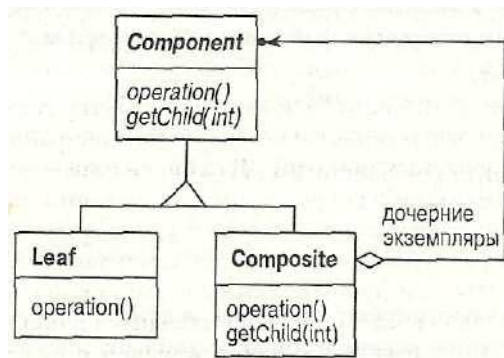 Component
operation()
getChild(int)
дочерние
экземпляры
Leaf
operation()
Composite
operation()
getChild(int)